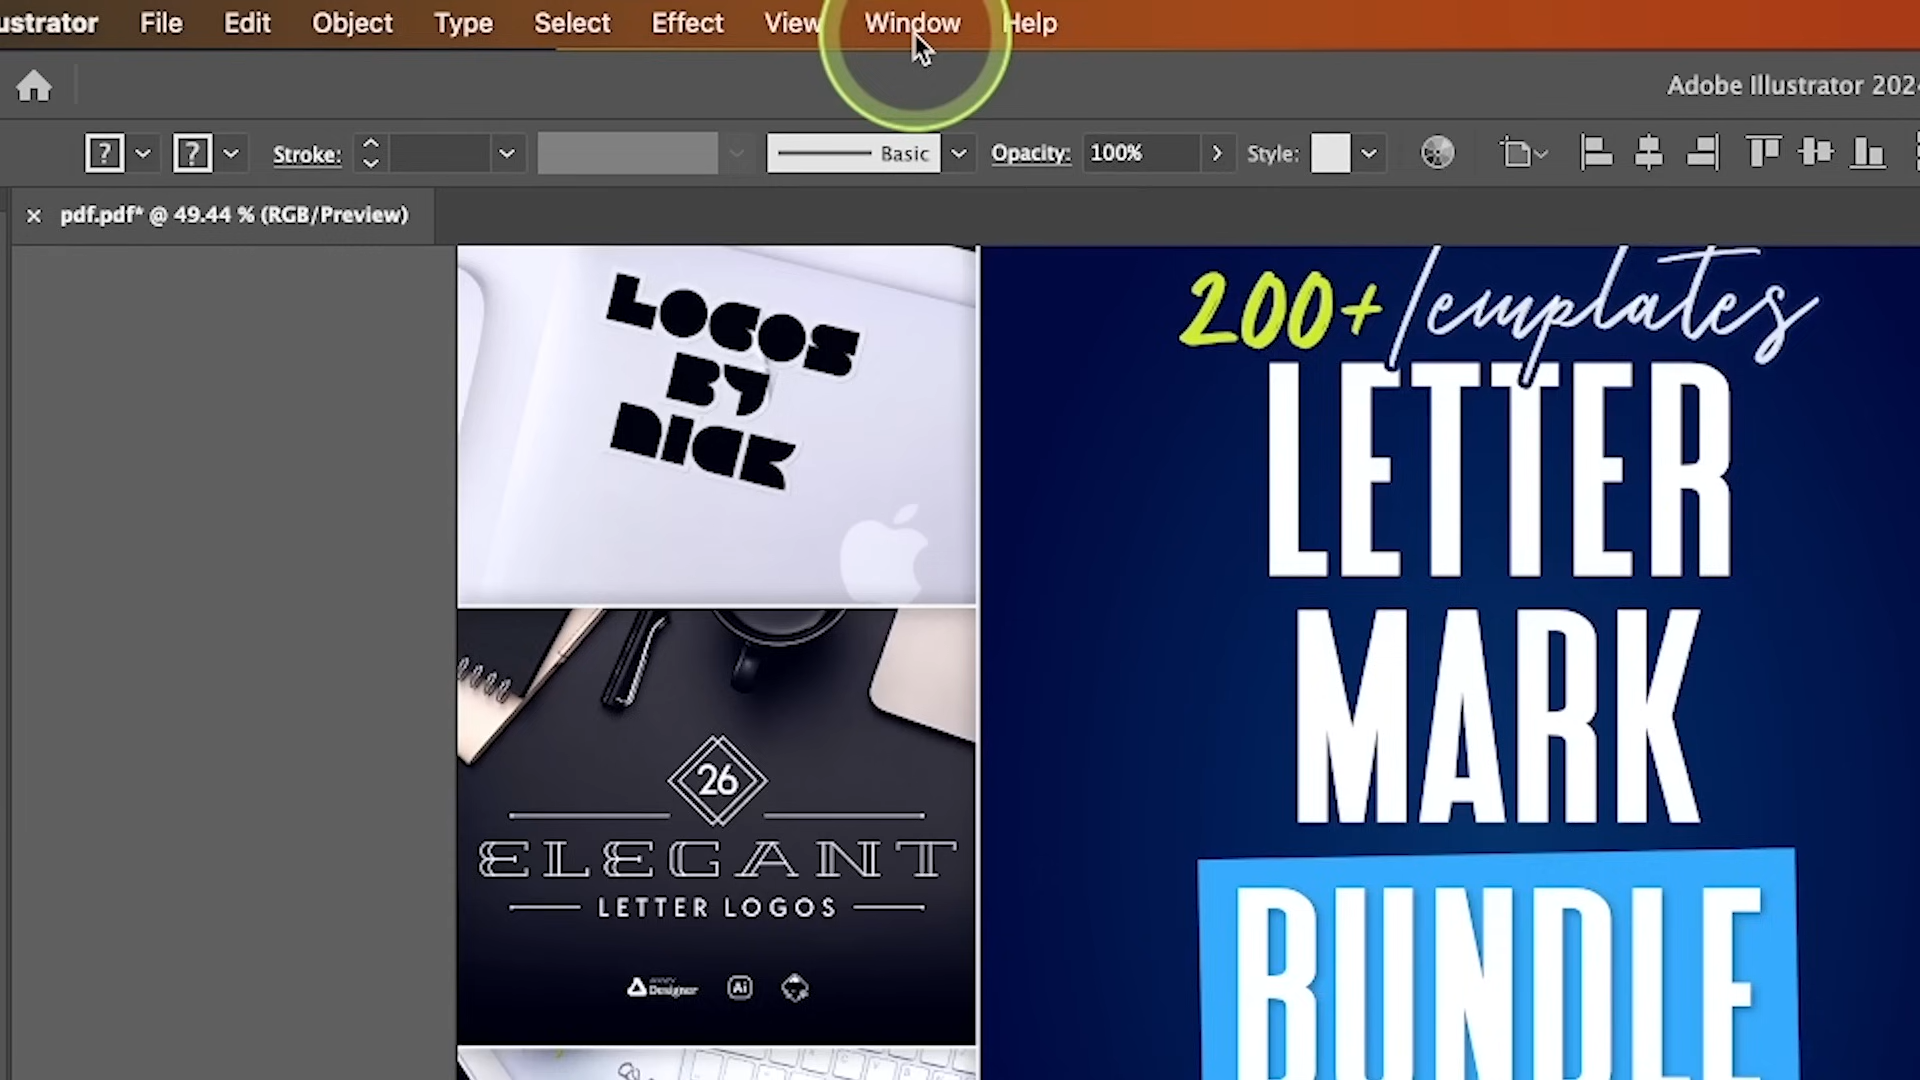 ustrator File Edit Object Type Select Effect View Window Help
Adobe Illustrator 202
? ? Stroke: Basic Opacity: 100% Style:
× pdf.pdf* @ 49.44 % (RGB/Preview)
LOGOS
BY
NICK
26
ELEGANT
LETTER LOGOS
Designer Ai
200+ Templates
LETTER
MARK
BUNDLE